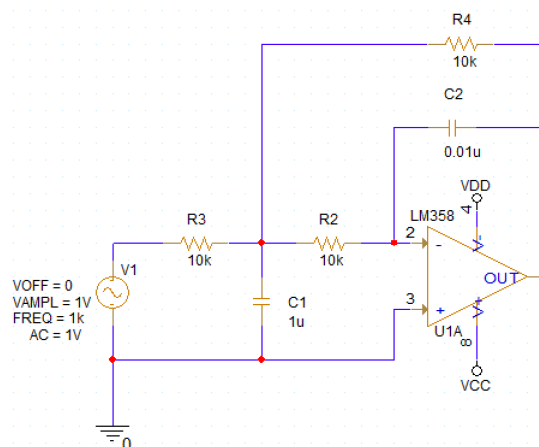 R4
10k
C2
0.01u
LM358
VDD
4
R3
10k
R2
10k
2
-
-
V1
VOFF = 0
VAMPL = 1V
FREQ = 1k
AC = 1V
C1
1u
OUT
3
+
+
U1A
8
VCC
0